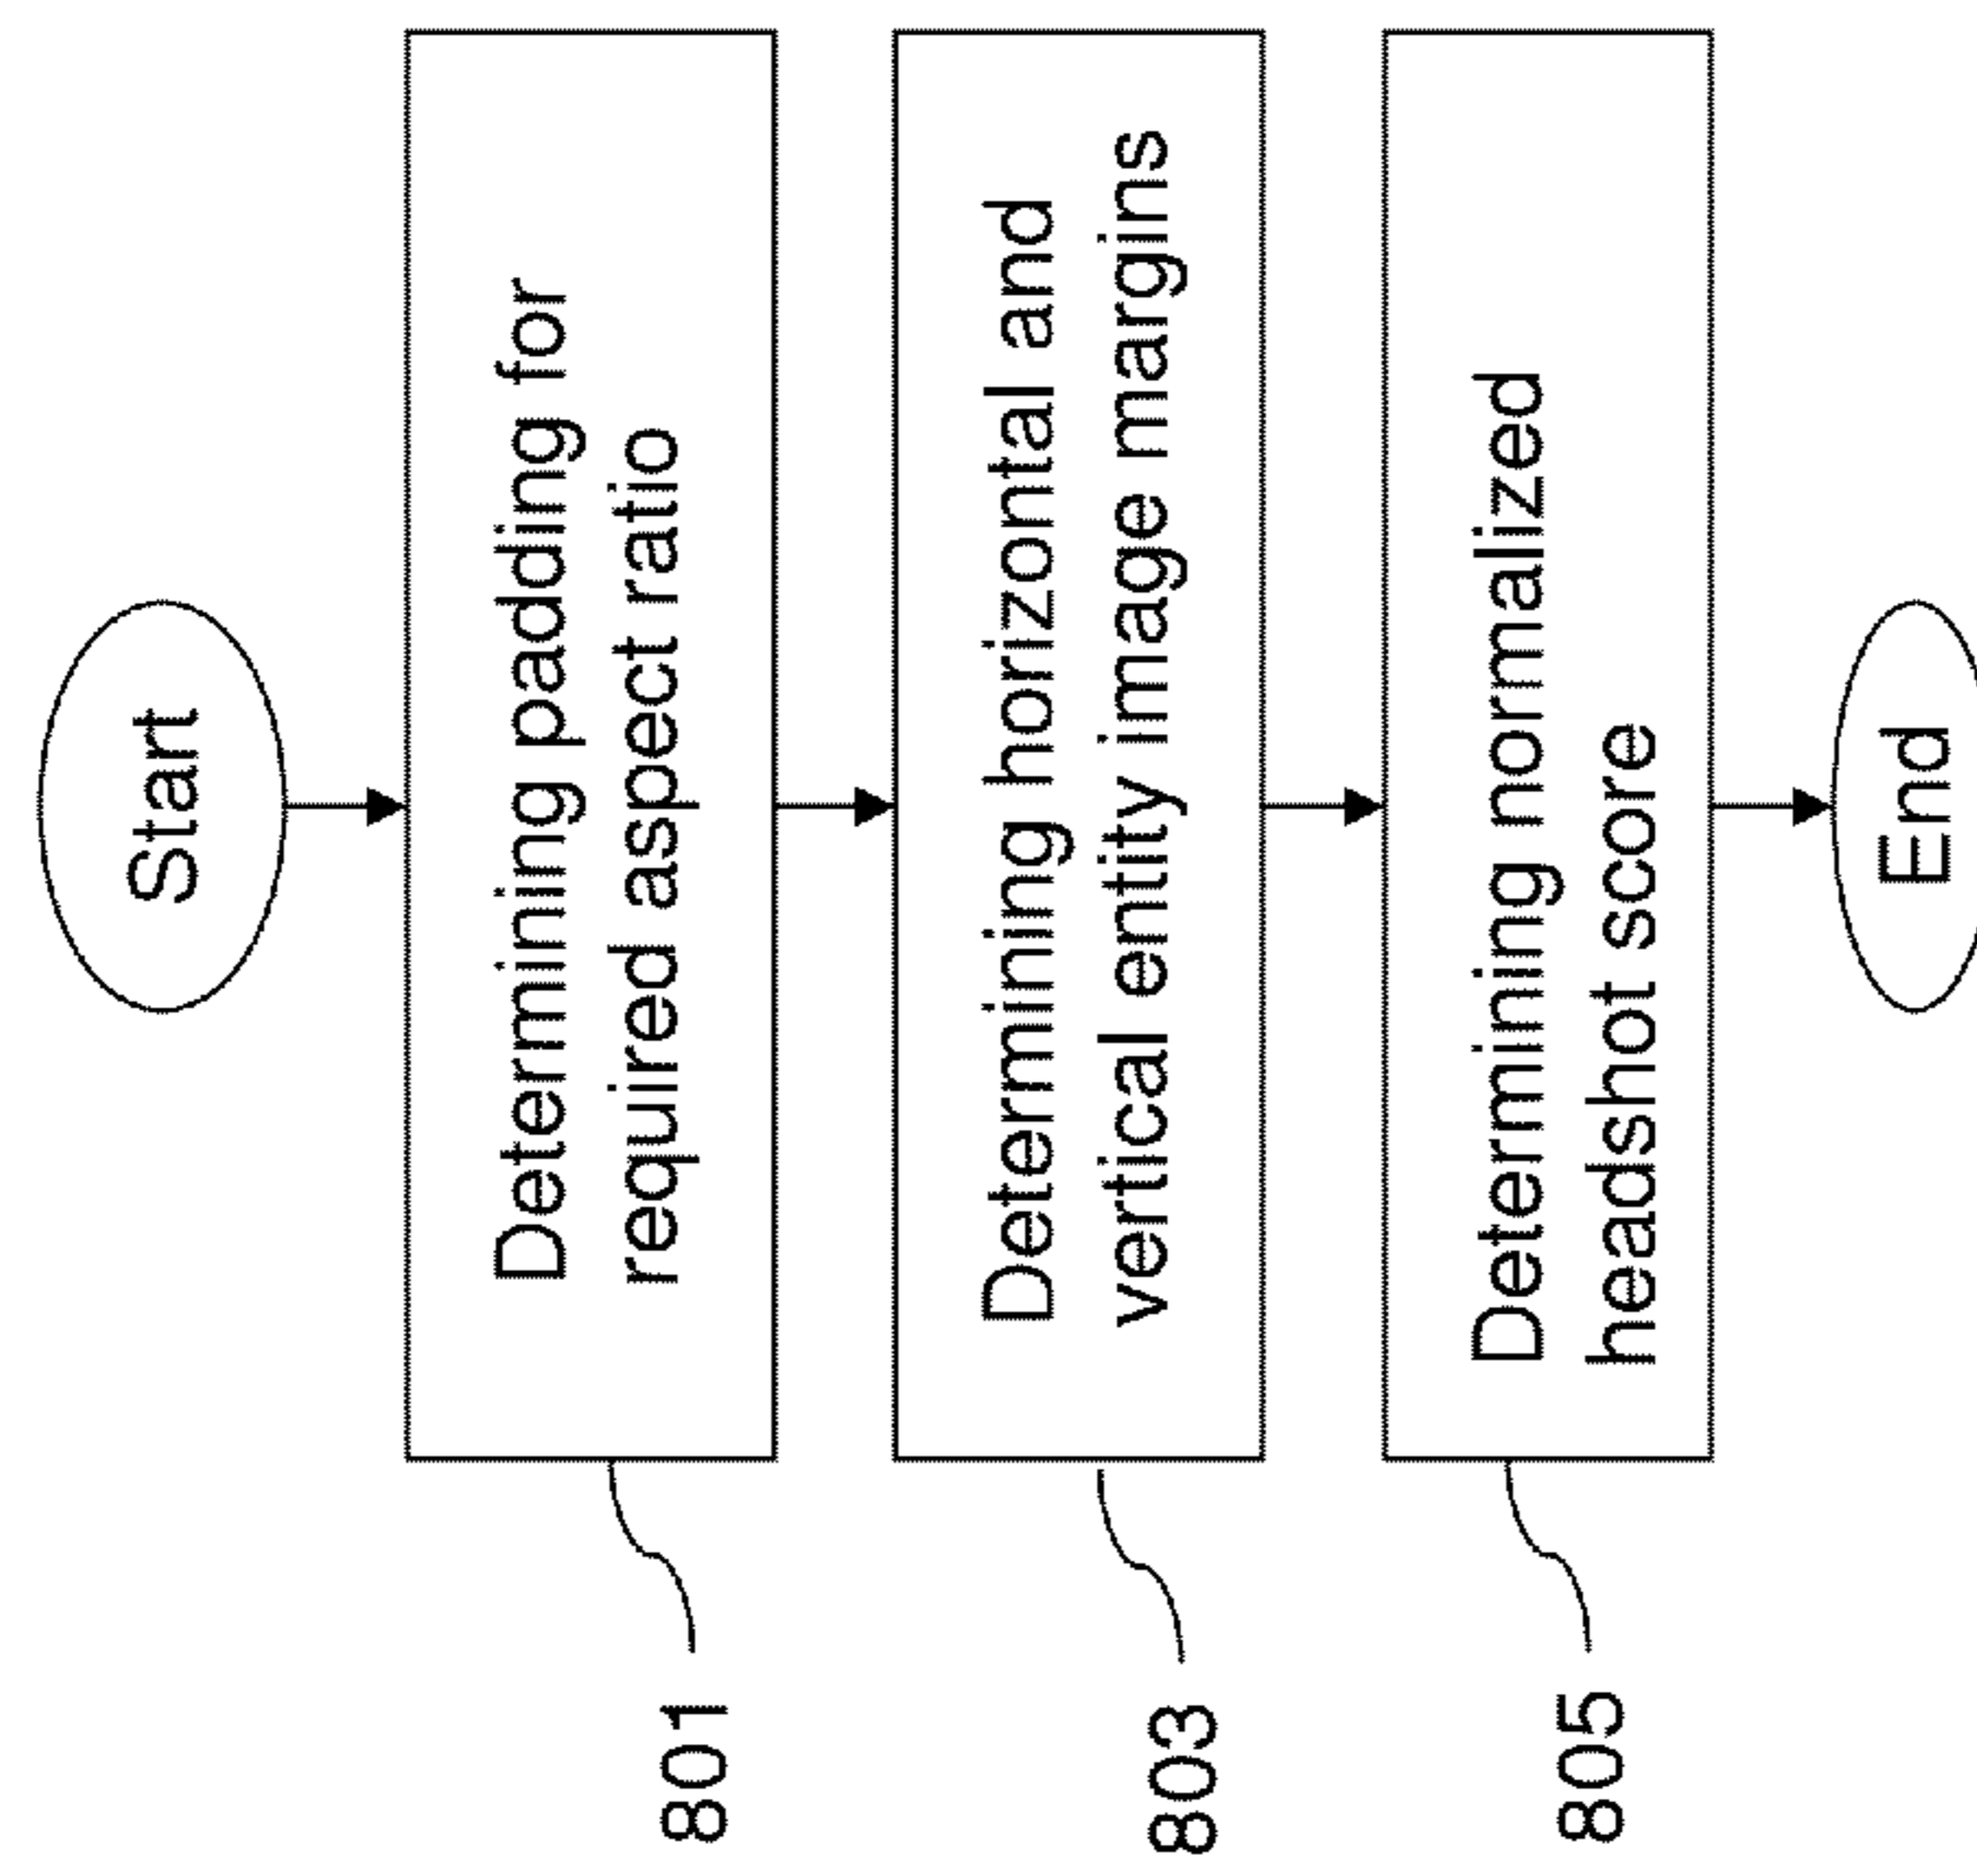 Start
Determining padding for
required aspect ratio
801
Determining horizontal and
vertical entity image margins
803
Determining normalized
headshot score
805
End